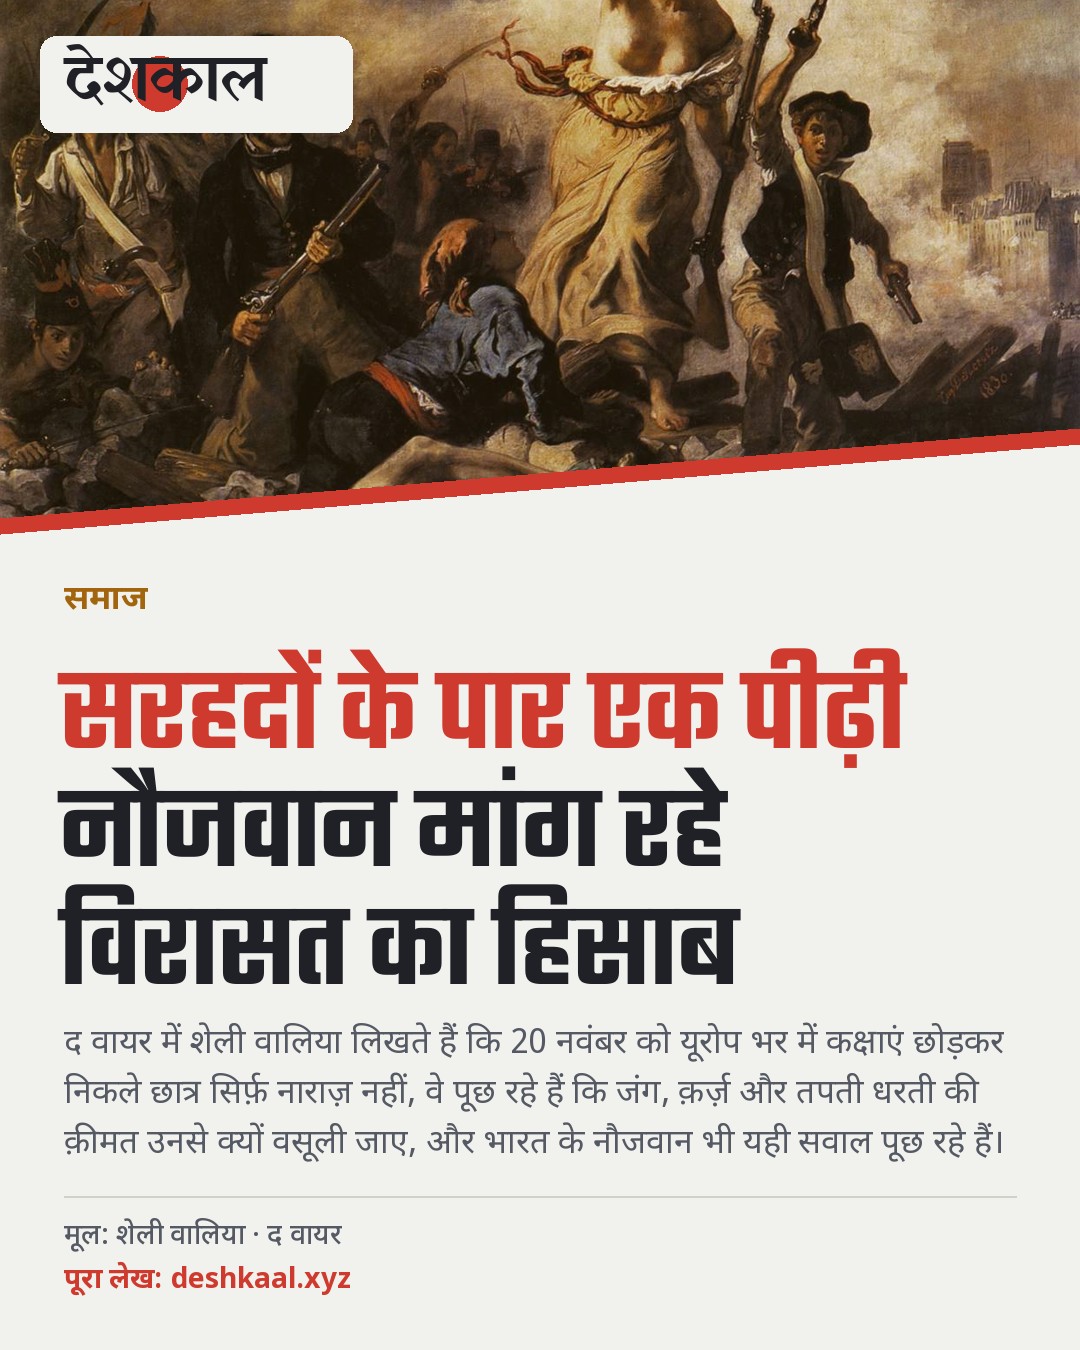 देशकाल
समाज
सरहदों के पार एक पीढ़ी
नौजवान मांग रहे
विरासत का हिसाब
द वायर में शेली वालिया लिखते हैं कि 20 नवंबर को यूरोप भर में कक्षाएं छोड़कर
निकले छात्र सिर्फ़ नाराज़ नहीं, वे पूछ रहे हैं कि जंग, क़र्ज़ और तपती धरती की
क़ीमत उनसे क्यों वसूली जाए, और भारत के नौजवान भी यही सवाल पूछ रहे हैं।
मूल: शेली वालिया · द वायर
पूरा लेख: deshkaal.xyz